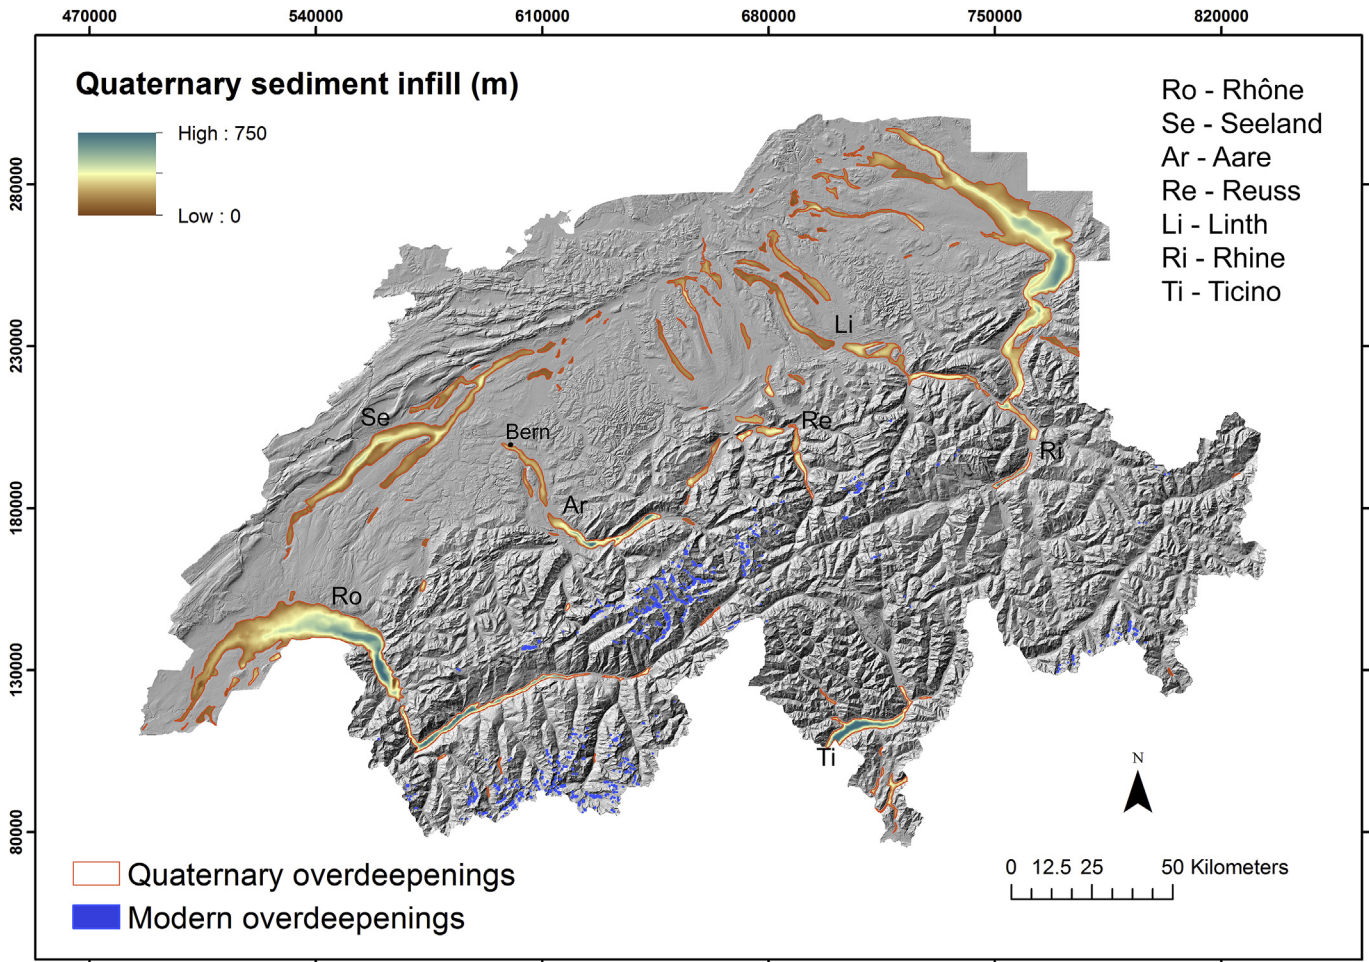 470000 540000 610000 680000 750000 820000
Quaternary sediment infill (m)
High : 750
Low : 0
Ro - Rhône
Se - Seeland
Ar - Aare
Re - Reuss
Li - Linth
Ri - Rhine
Ti - Ticino
280000
230000
180000
130000
80000
Li
Se
Bern
Re
Ri
Ar
Ro
Ti
N
0 12.5 25 50 Kilometers
Quaternary overdeepenings
Modern overdeepenings